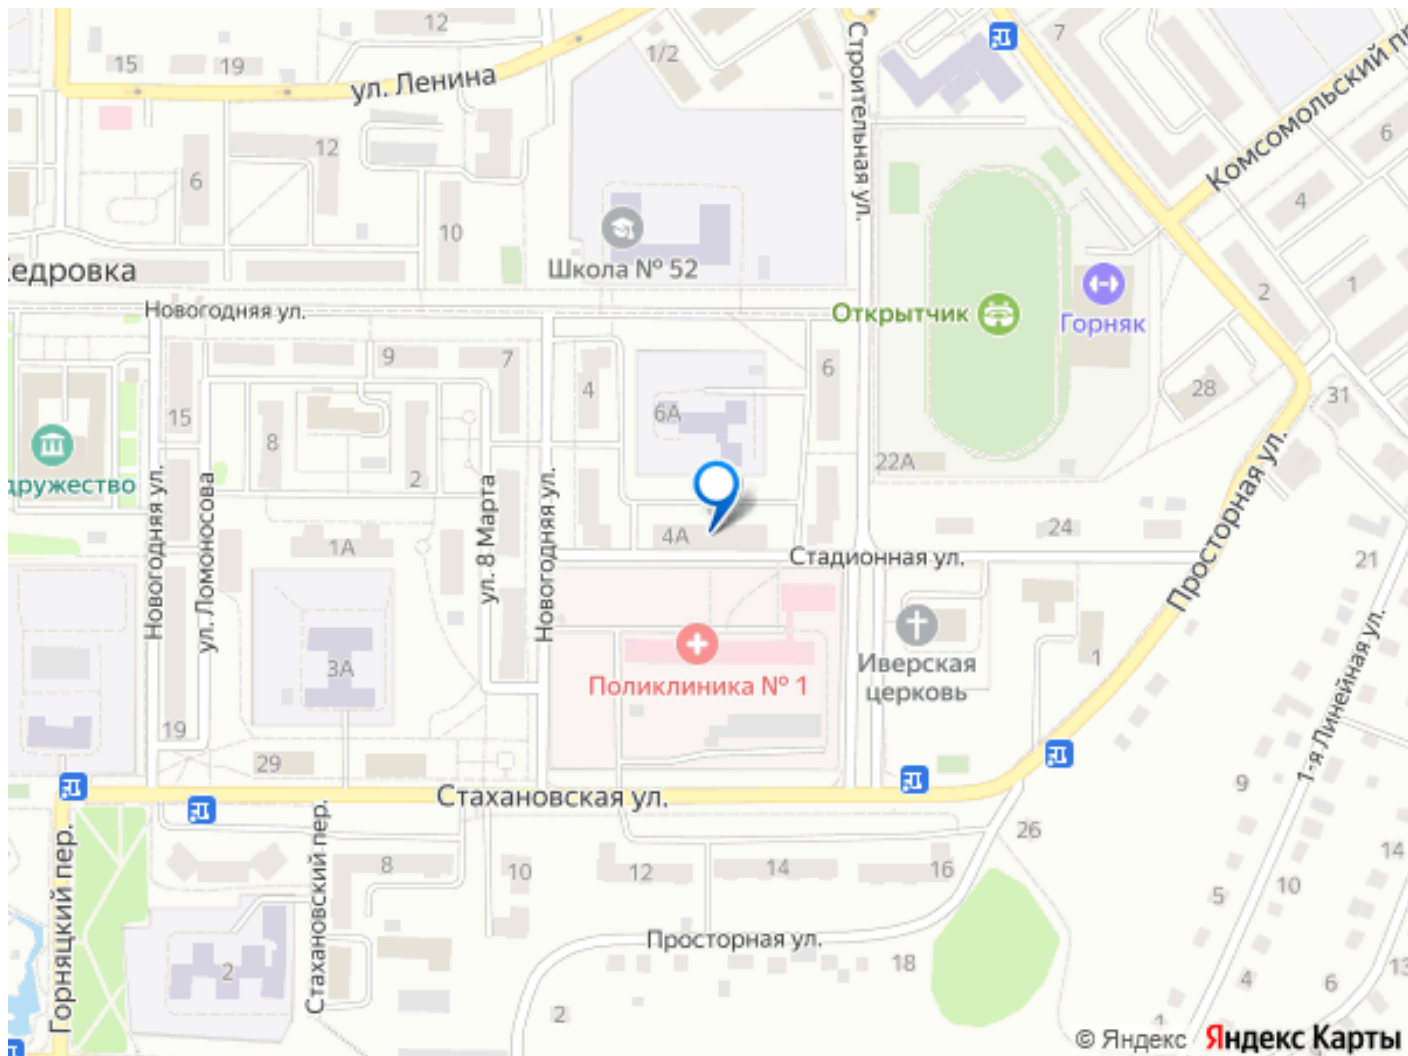 12
1/2
7
15
19
ул. Ленина
Строительная ул.
Комсомольский пр
12
6
6
4
10
Школа № 52
едровка
Новогодняя ул.
Открытчик
Горняк
2
1
9
7
4
6
6А
28
31
15
8
2
22А
дружество
Новогодняя ул.
ул. Ломоносова
ул. 8 Марта
Новогодняя ул.
4А
1А
Стадионная ул.
24
Просторная ул.
21
3А
Поликлиника № 1
Иверская
церковь
1
19
29
1-я Линейная ул.
9
Стахановская ул.
26
Горняцкий пер.
Стахановский пер.
8
10
12
14
16
14
5
10
Просторная ул.
2
18
4
6
13
2
1
© Яндекс Яндекс Карты